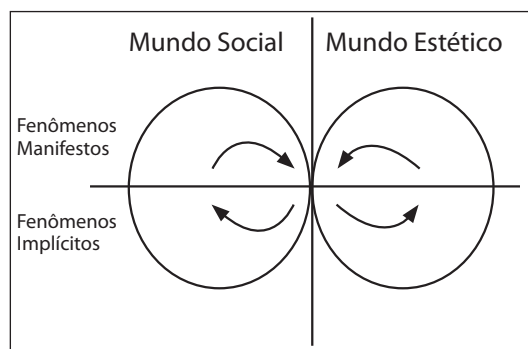 Mundo Social
Mundo Estético
Fenômenos
Manifestos
Fenômenos
Implícitos